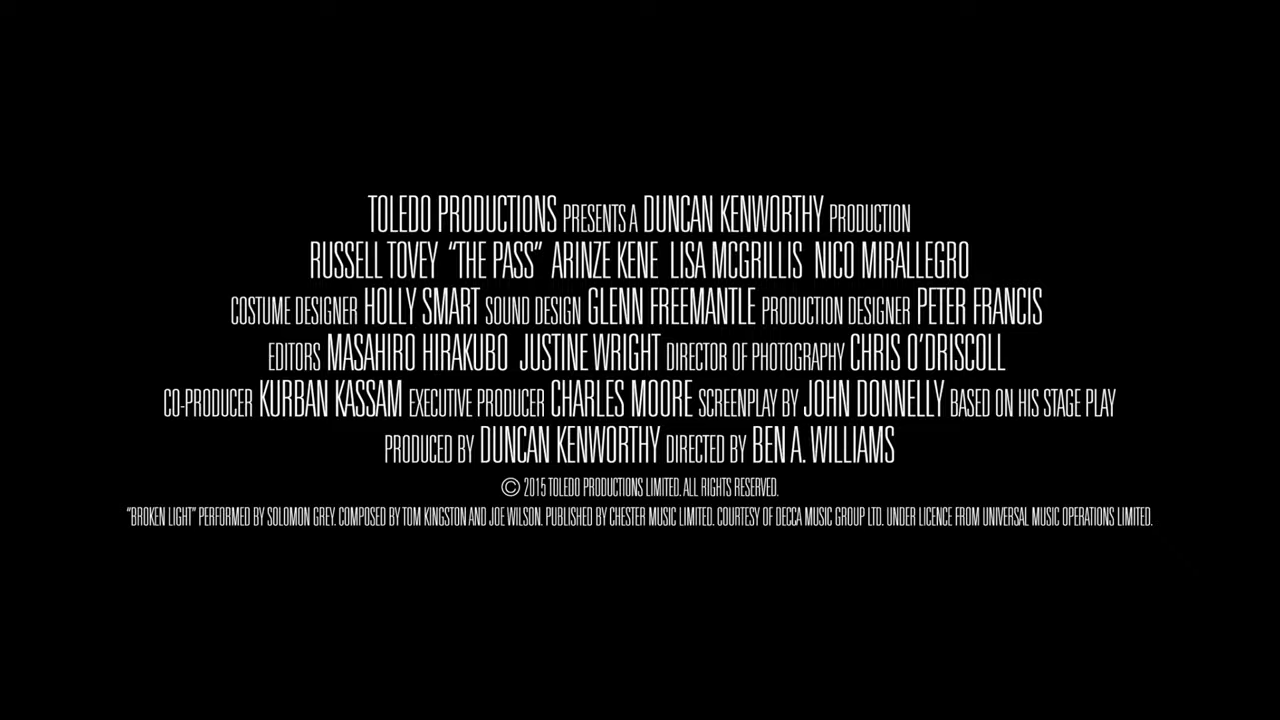 TOLEDO PRODUCTIONS PRESENTS A DUNCAN KENWORTHY PRODUCTION
RUSSELL TOVEY "THE PASS" ARINZE KENE LISA MCGRILLIS NICO MIRALLEGRO
COSTUME DESIGNER HOLLY SMART SOUND DESIGN GLENN FREEMANTLE PRODUCTION DESIGNER PETER FRANCIS
EDITORS MASAHIRO HIRAKUBO JUSTINE WRIGHT DIRECTOR OF PHOTOGRAPHY CHRIS O'DRISCOLL
CO-PRODUCER KURBAN KASSAM EXECUTIVE PRODUCER CHARLES MOORE SCREENPLAY BY JOHN DONNELLY BASED ON HIS STAGE PLAY
PRODUCED BY DUNCAN KENWORTHY DIRECTED BY BEN A. WILLIAMS
© 2015 TOLEDO PRODUCTIONS LIMITED. ALL RIGHTS RESERVED.
"BROKEN LIGHT" PERFORMED BY SOLOMON GREY. COMPOSED BY TOM KINGSTON AND JOE WILSON. PUBLISHED BY CHESTER MUSIC LIMITED. COURTESY OF DECCA MUSIC GROUP LTD. UNDER LICENCE FROM UNIVERSAL MUSIC OPERATIONS LIMITED.